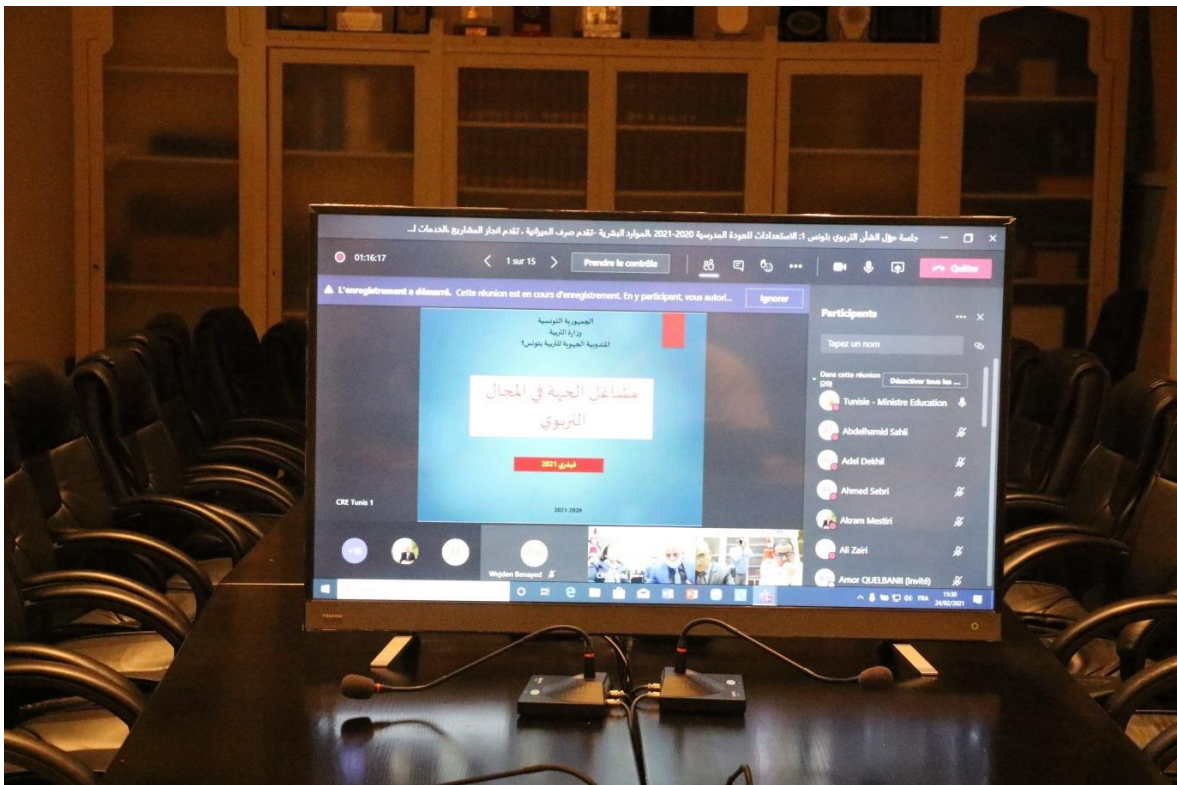 جلسة حول الشأن التربوي بتونس 1: الاستعدادات للعودة المدرسية 2020-2021 ،الموارد البشرية -تقدم صرف الميزانية ، تقدم انجاز المشاريع ،الخدمات ا...
01:16:17
1 sur 15
Prendre le contrôle
Quitter
L'enregistrement a démarré. Cette réunion est en cours d'enregistrement. En y participant, vous autori...
Ignorer
الجمهورية التونسية
وزارة التربية
المندوبية الجهوية للتربية بتونس1
مشاغل الجهة في المجال
التربوي
فيفري 2021
2021-2020
CRE Tunis 1
Wejden Benayed
Participants
Tapez un nom
Dans cette réunion
(20)
Désactiver tous les ...
Tunisie - Ministre Education
Abdelhamid Sahli
Adel Dekhil
Ahmed Sebri
Akram Mestiri
Ali Zairi
Amor QUELBANII (Invité)
FRA
15:30
24/02/2021
TOSHIBA